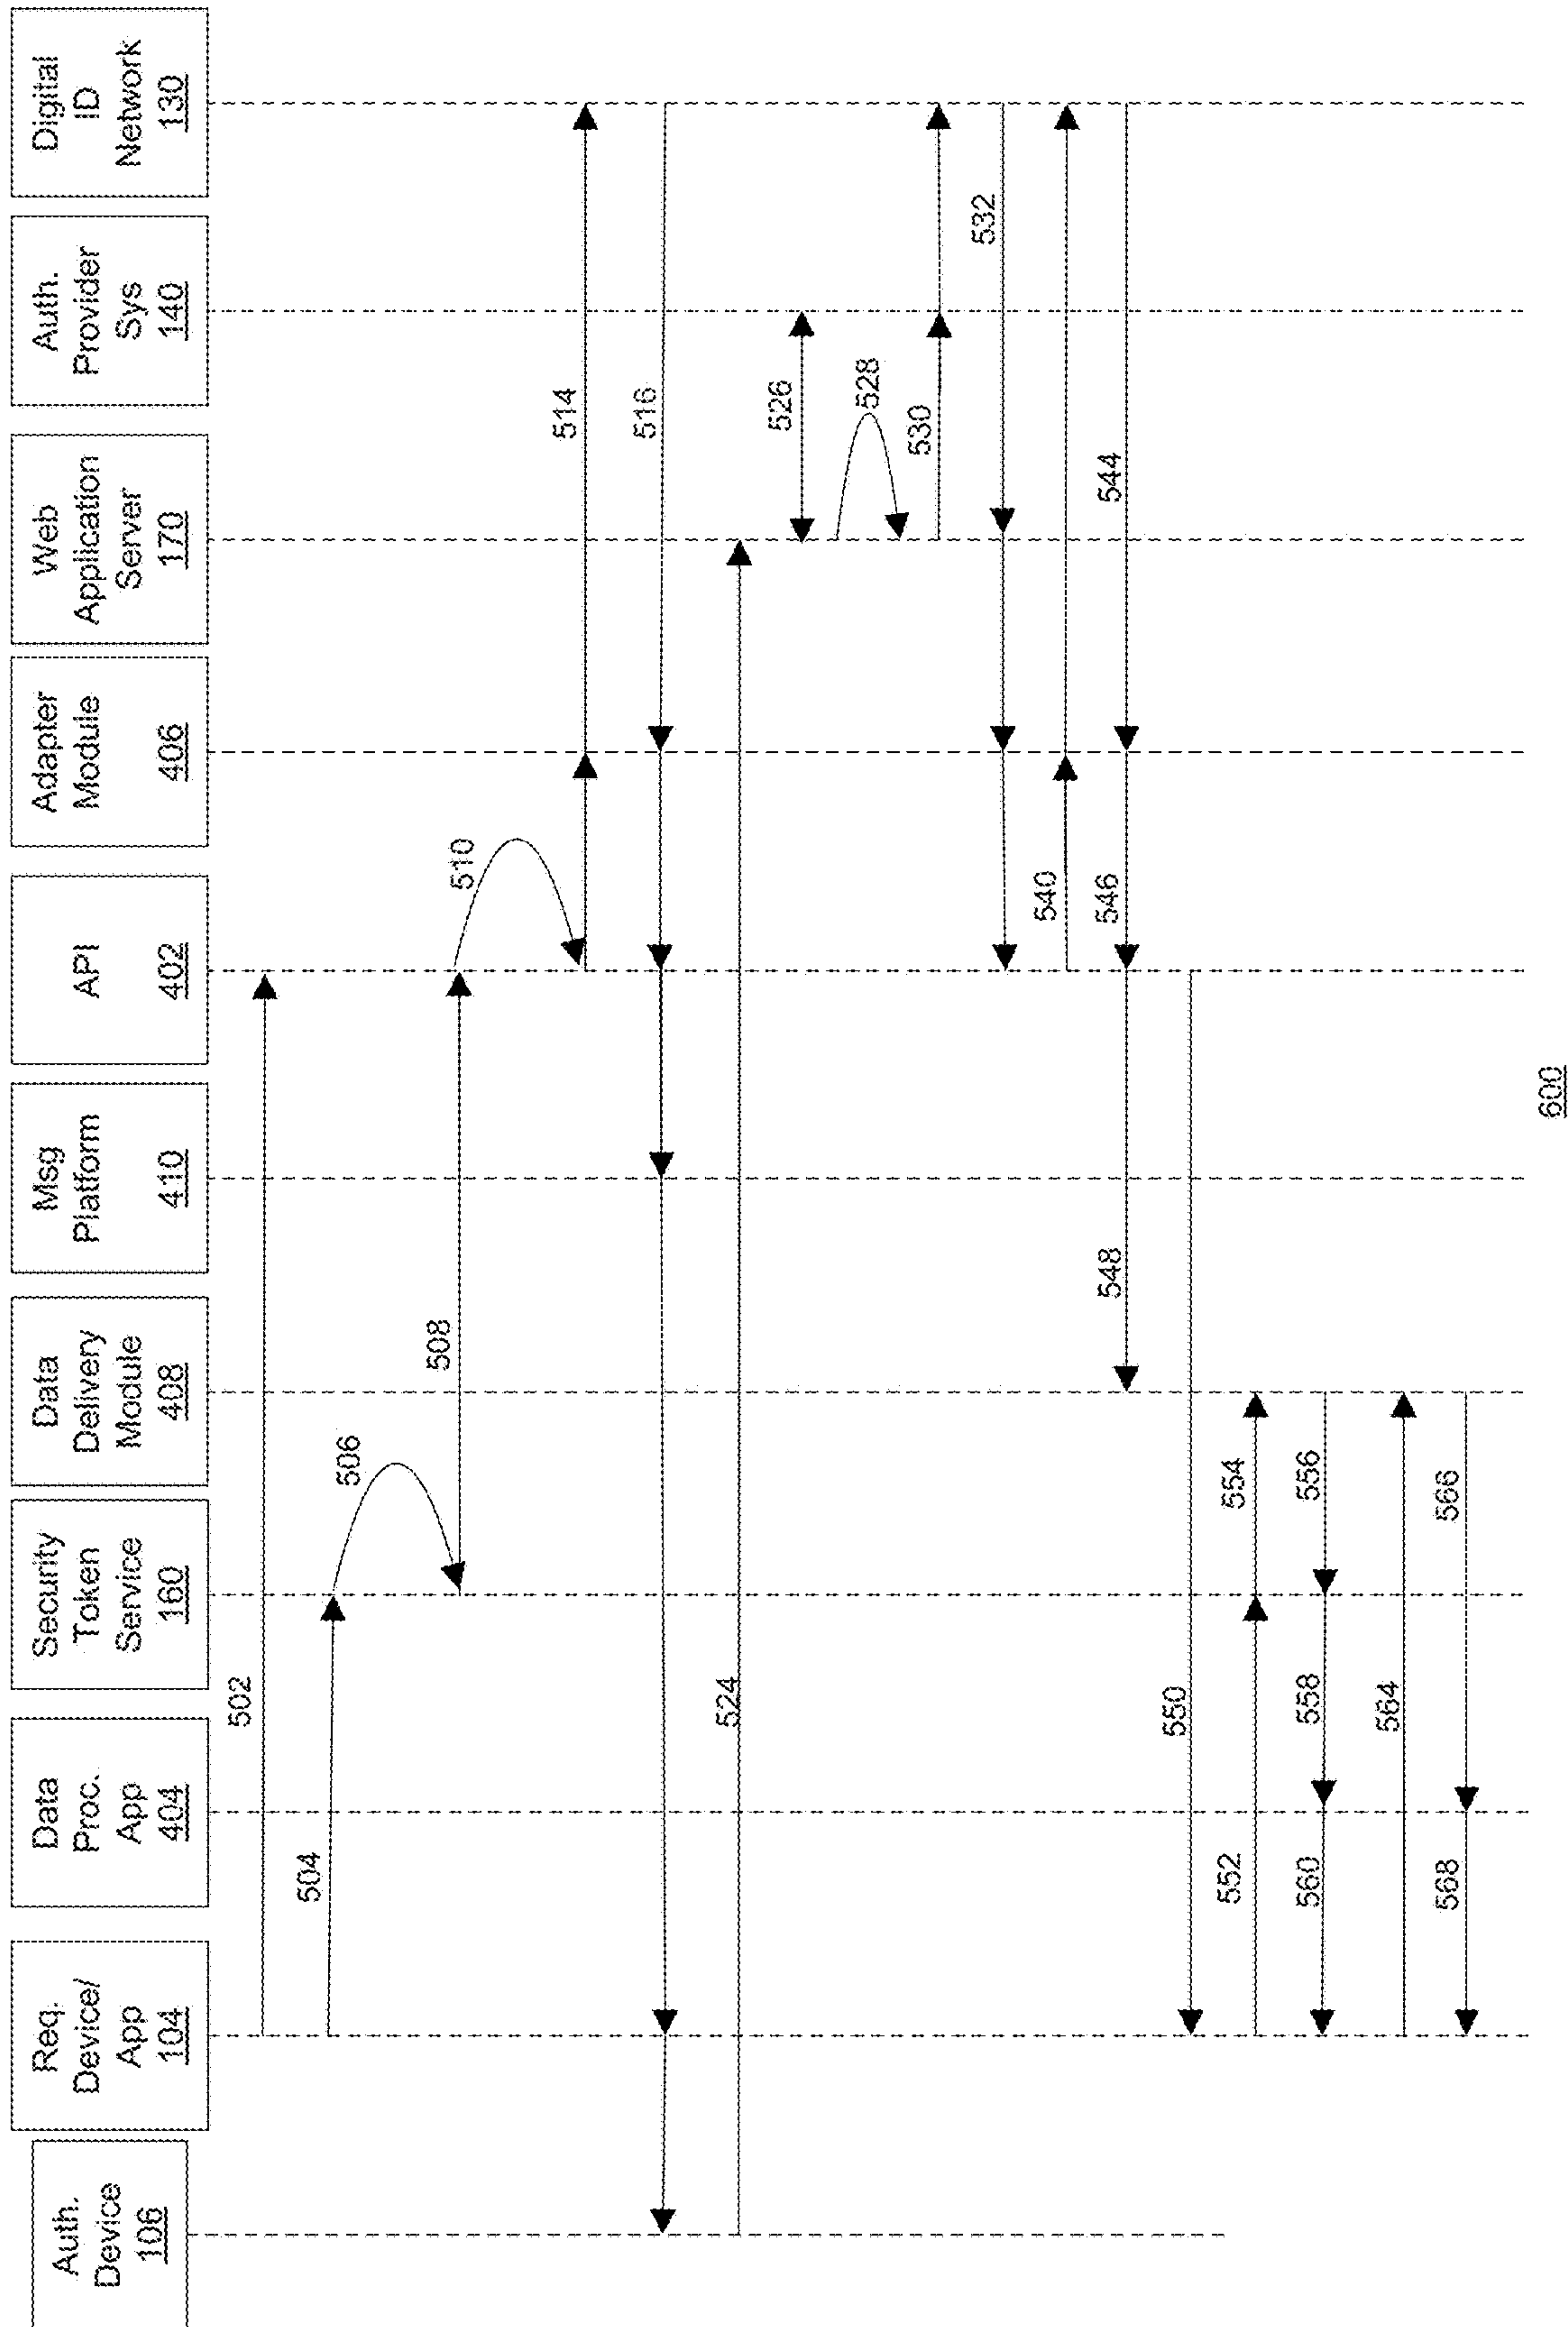 Auth.
Device
106
Req.
Device/
App
104
Data
Proc.
App
404
Security
Token
Service
160
Data
Delivery
Module
408
Msg
Platform
410
API
402
Adapter
Module
406
Web
Application
Server
170
Auth.
Provider
Sys
140
Digital
ID
Network
130
502
504
506
508
510
514
516
524
526
528
530
532
540
544
546
548
550
552
554
556
558
560
564
566
568
600